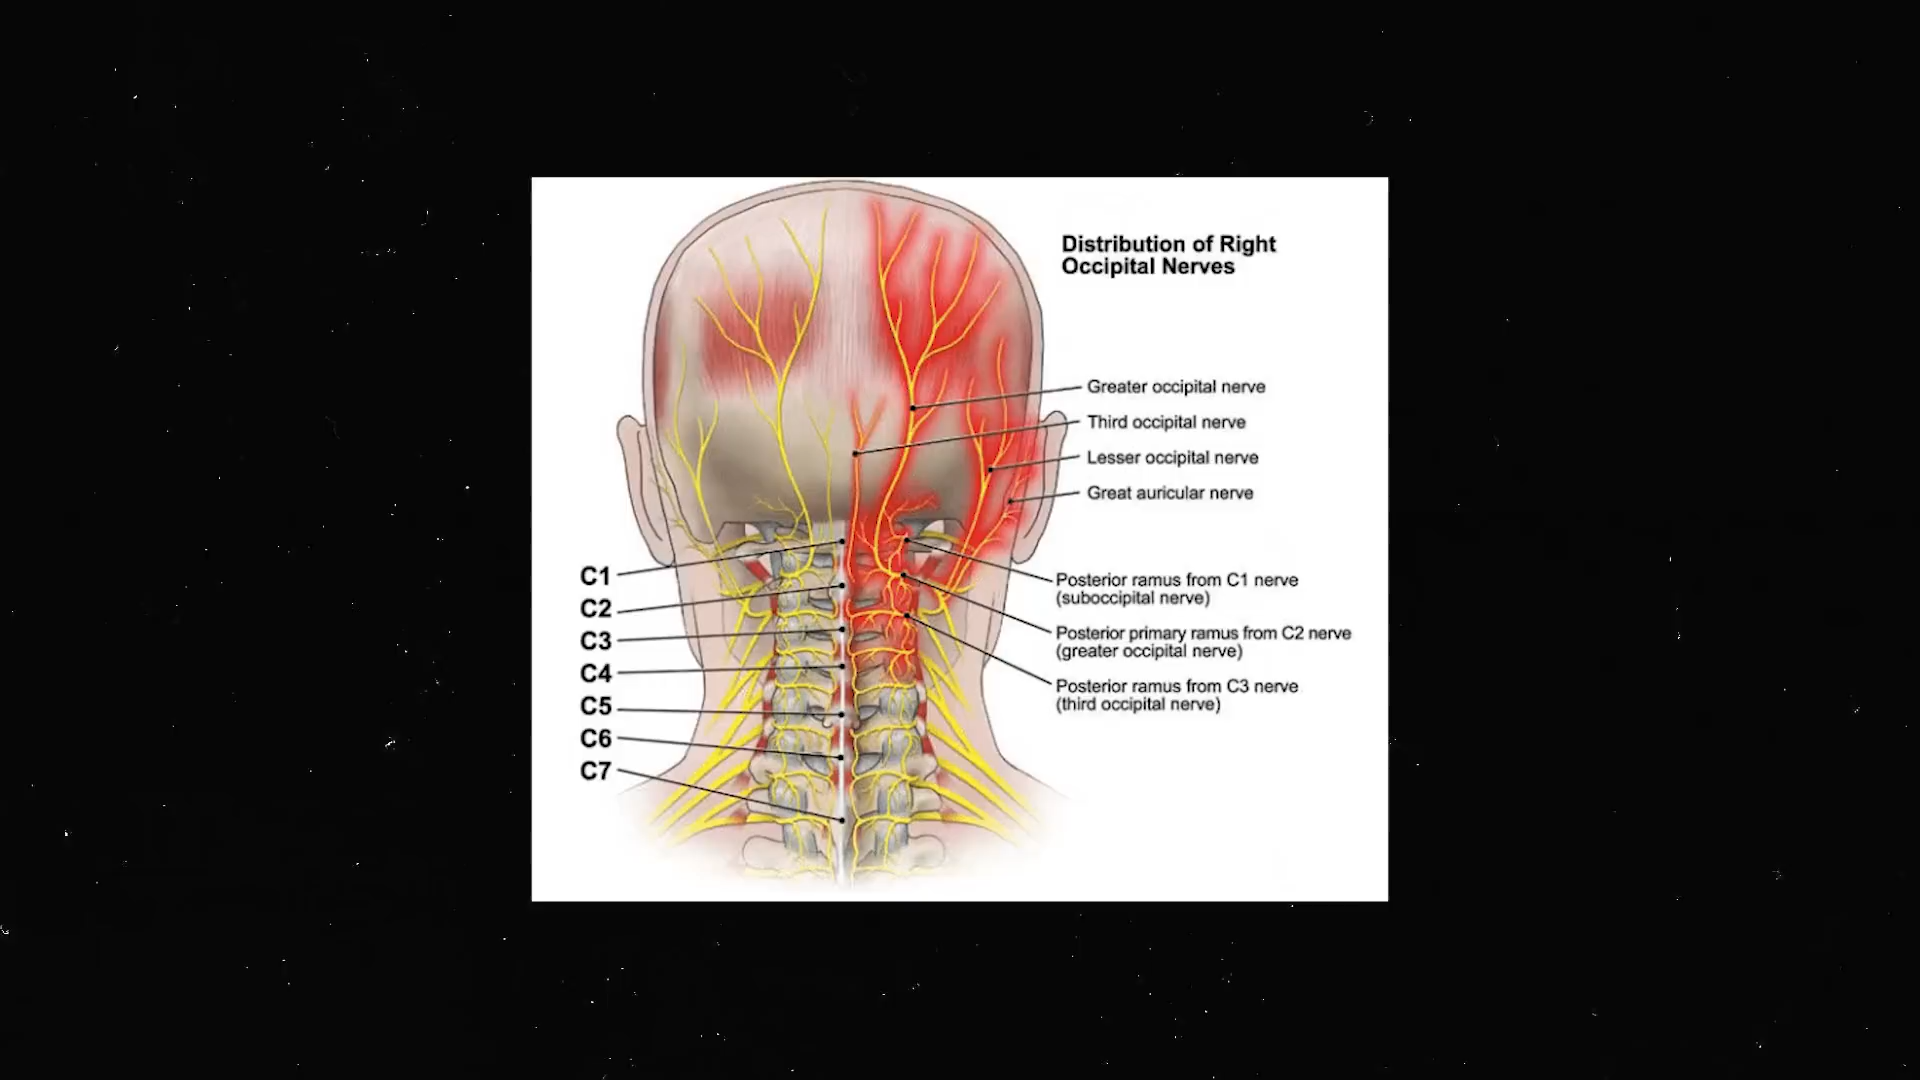 Distribution of Right
Occipital Nerves
Greater occipital nerve
Third occipital nerve
Lesser occipital nerve
Great auricular nerve
C1
C2
C3
C4
C5
C6
C7
Posterior ramus from C1 nerve
(suboccipital nerve)
Posterior primary ramus from C2 nerve
(greater occipital nerve)
Posterior ramus from C3 nerve
(third occipital nerve)